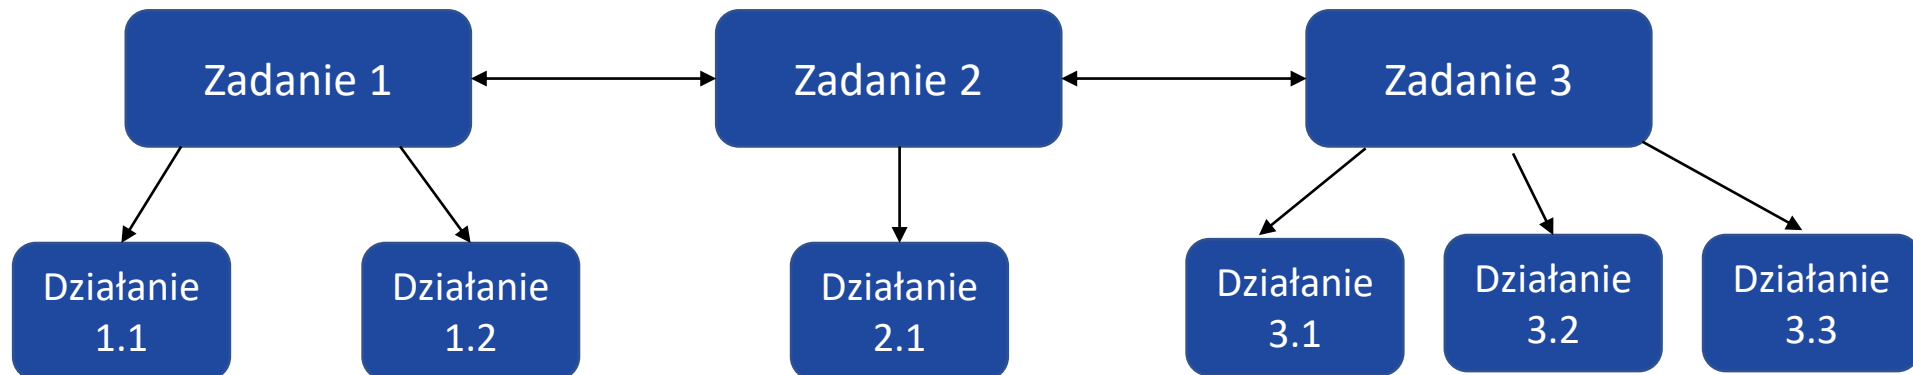 Zadanie 1
Zadanie 2
Zadanie 3
Działanie
1.1
Działanie
1.2
Działanie
2.1
Działanie
3.1
Działanie
3.2
Działanie
3.3